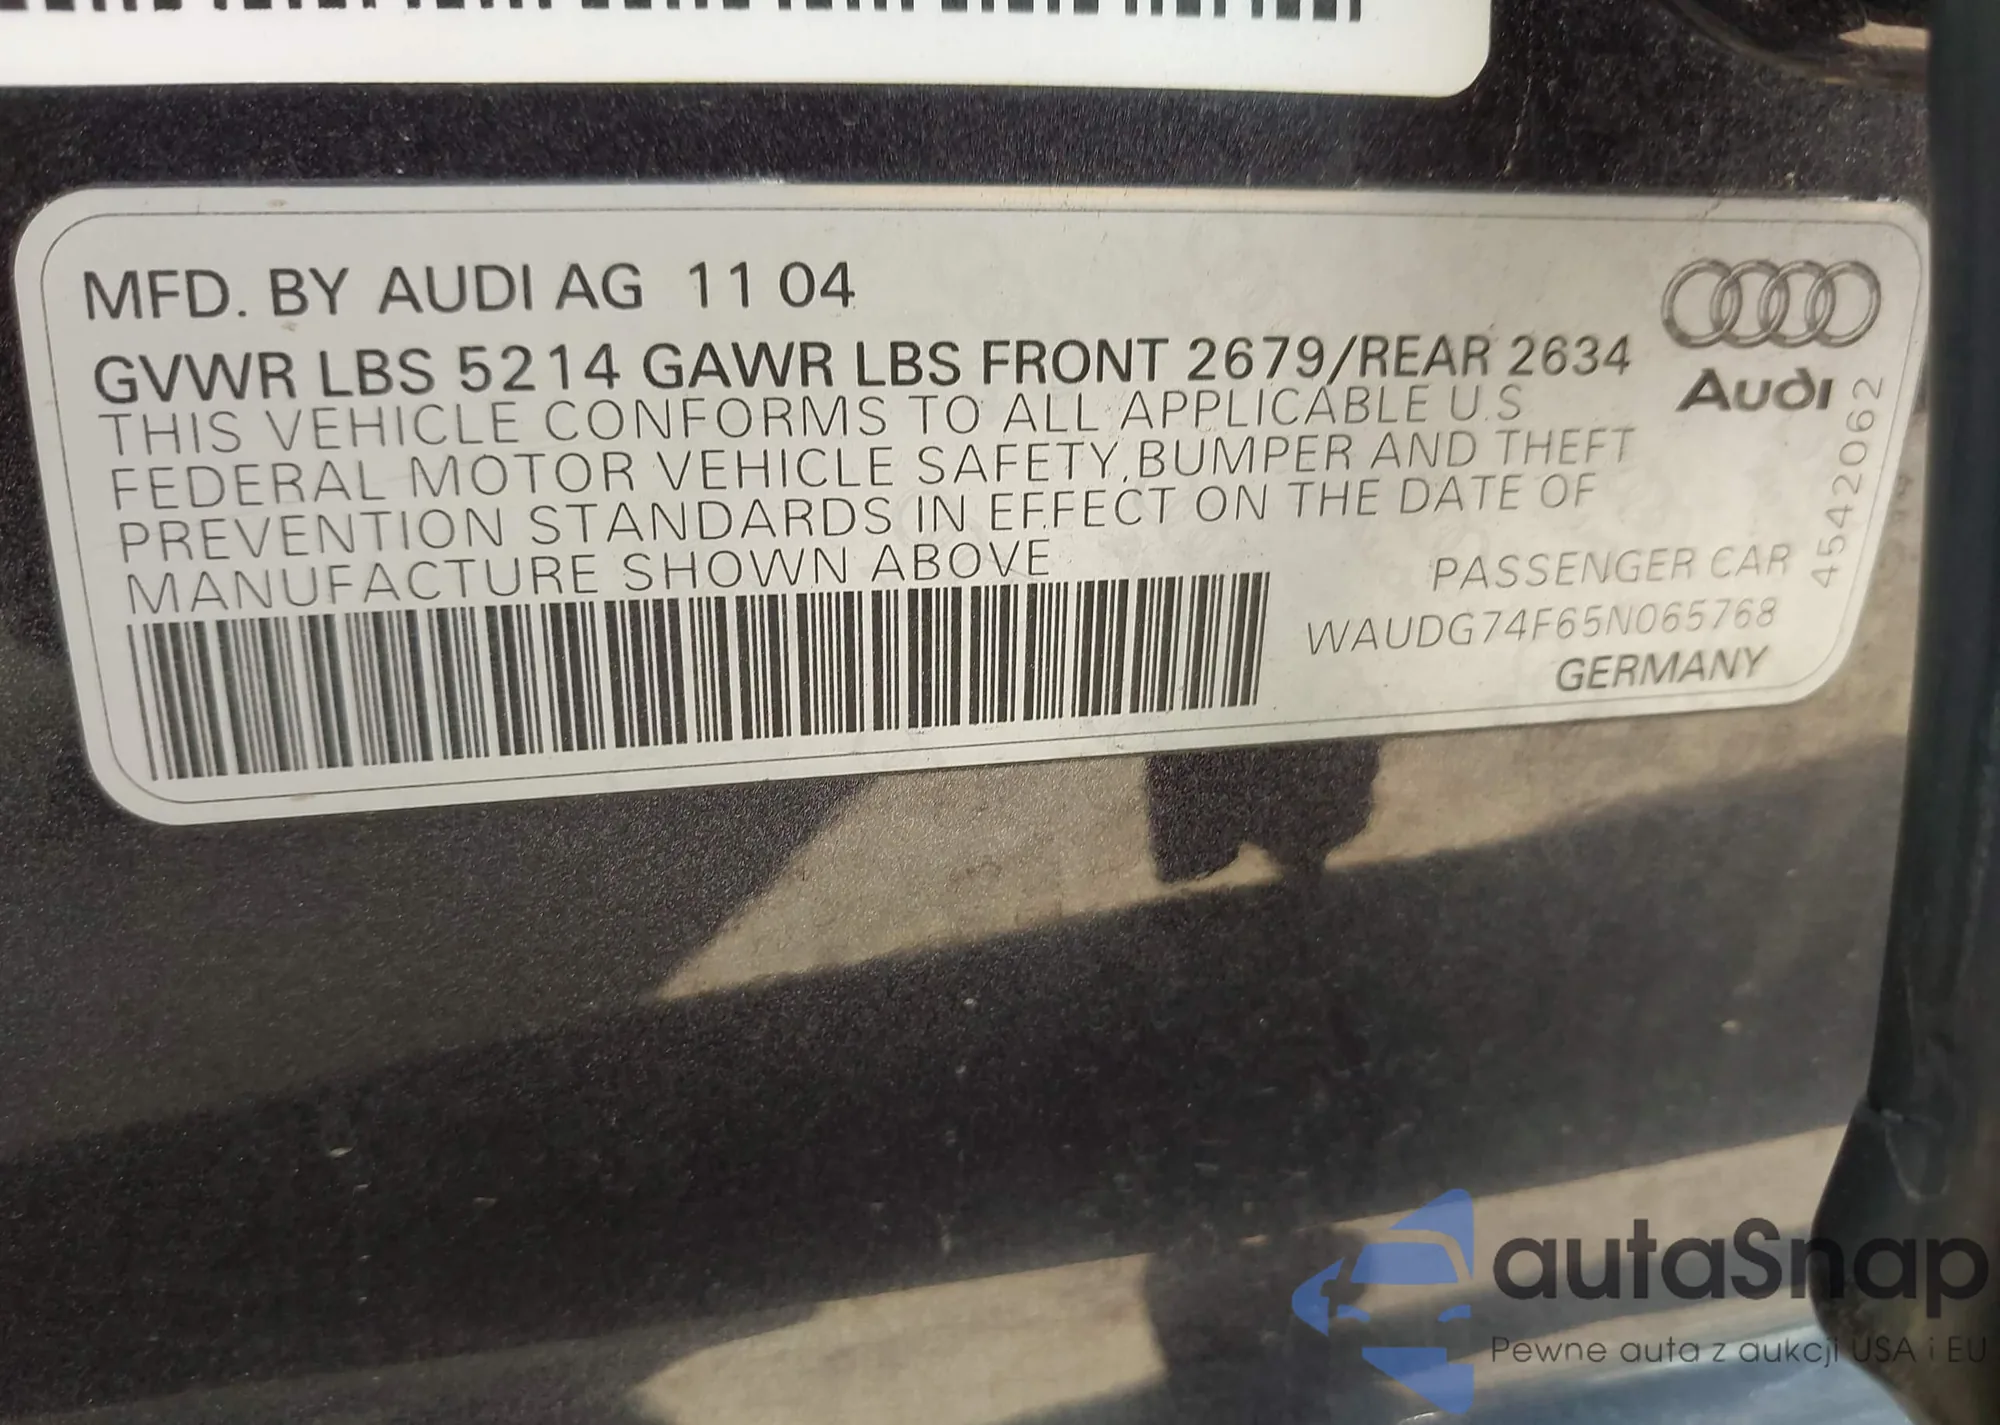 MFD. BY AUDI AG 11 04
GVWR LBS 5214 GAWR LBS FRONT 2679/REAR 2634
THIS VEHICLE CONFORMS TO ALL APPLICABLE U.S
FEDERAL MOTOR VEHICLE SAFETY, BUMPER AND THEFT
PREVENTION STANDARDS IN EFFECT ON THE DATE OF
MANUFACTURE SHOWN ABOVE
Audi
4542062
PASSENGER CAR
WAUDG74F65N065768
GERMANY
autaSnap
Pewne auta z aukcji USA i EU